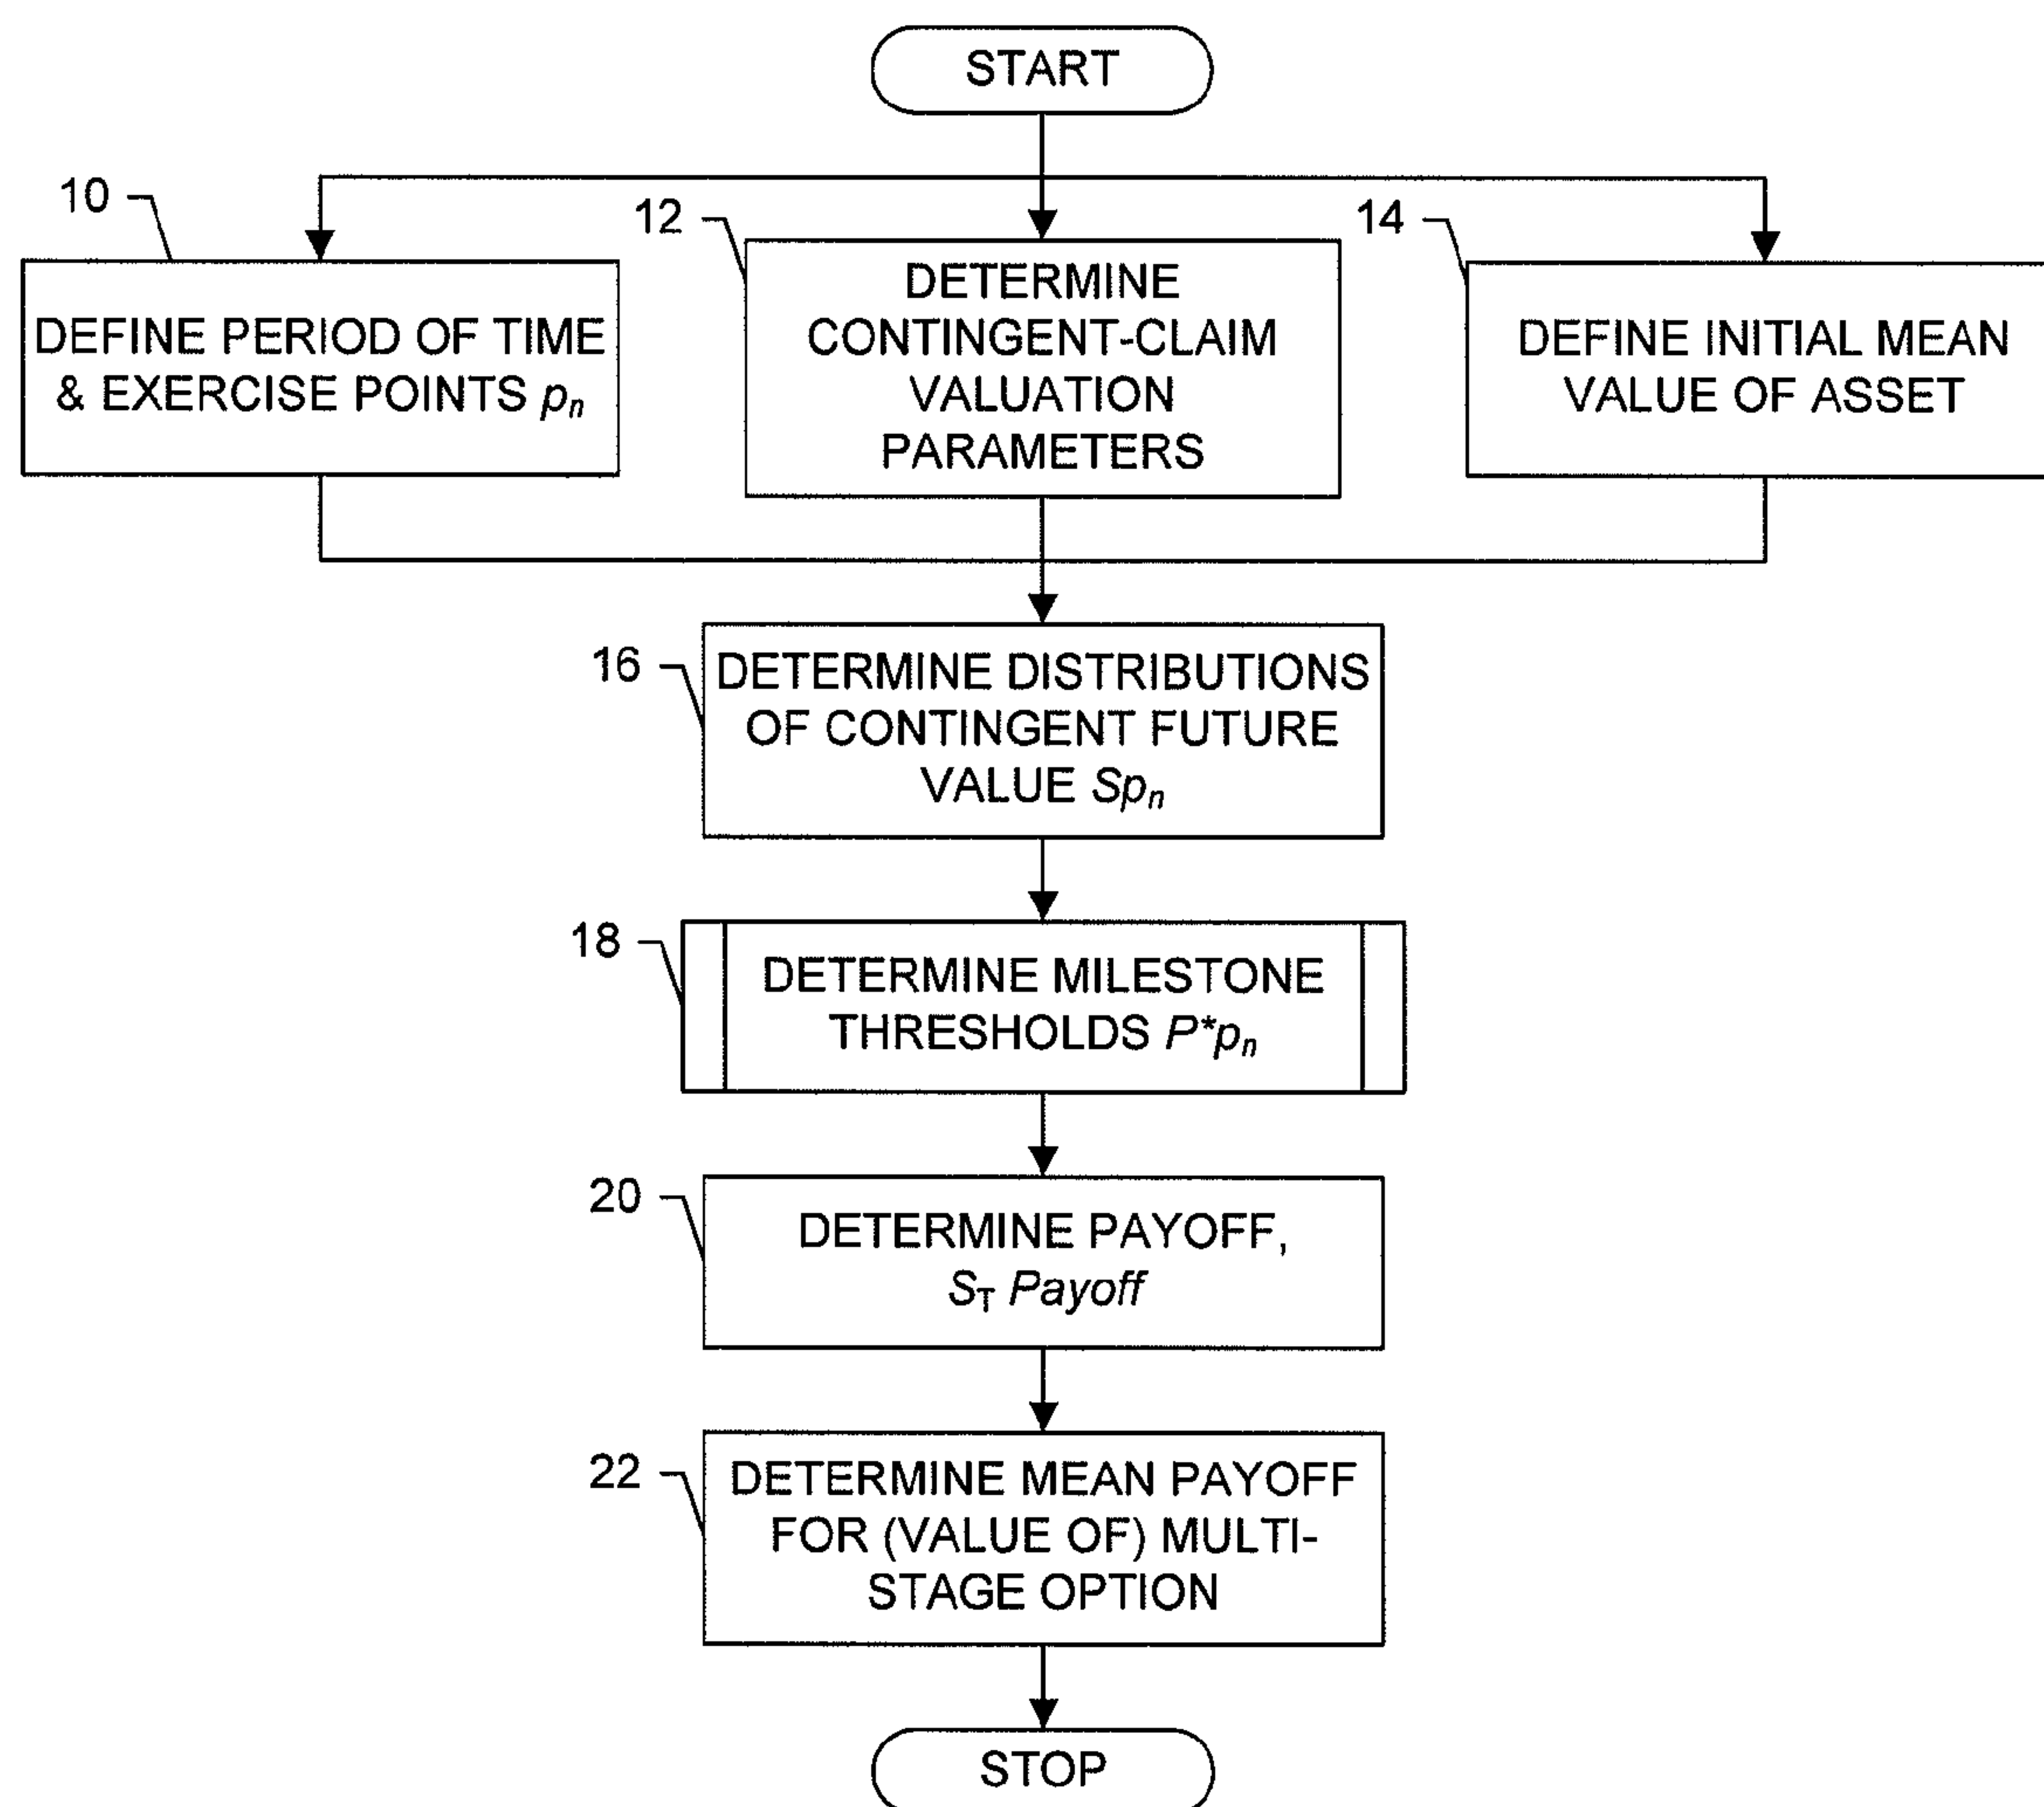 START
10
DEFINE PERIOD OF TIME
& EXERCISE POINTS pn
12
DETERMINE
CONTINGENT-CLAIM
VALUATION
PARAMETERS
14
DEFINE INITIAL MEAN
VALUE OF ASSET
16
DETERMINE DISTRIBUTIONS
OF CONTINGENT FUTURE
VALUE Spn
18
DETERMINE MILESTONE
THRESHOLDS P*pn
20
DETERMINE PAYOFF,
ST Payoff
22
DETERMINE MEAN PAYOFF
FOR (VALUE OF) MULTI-
STAGE OPTION
STOP